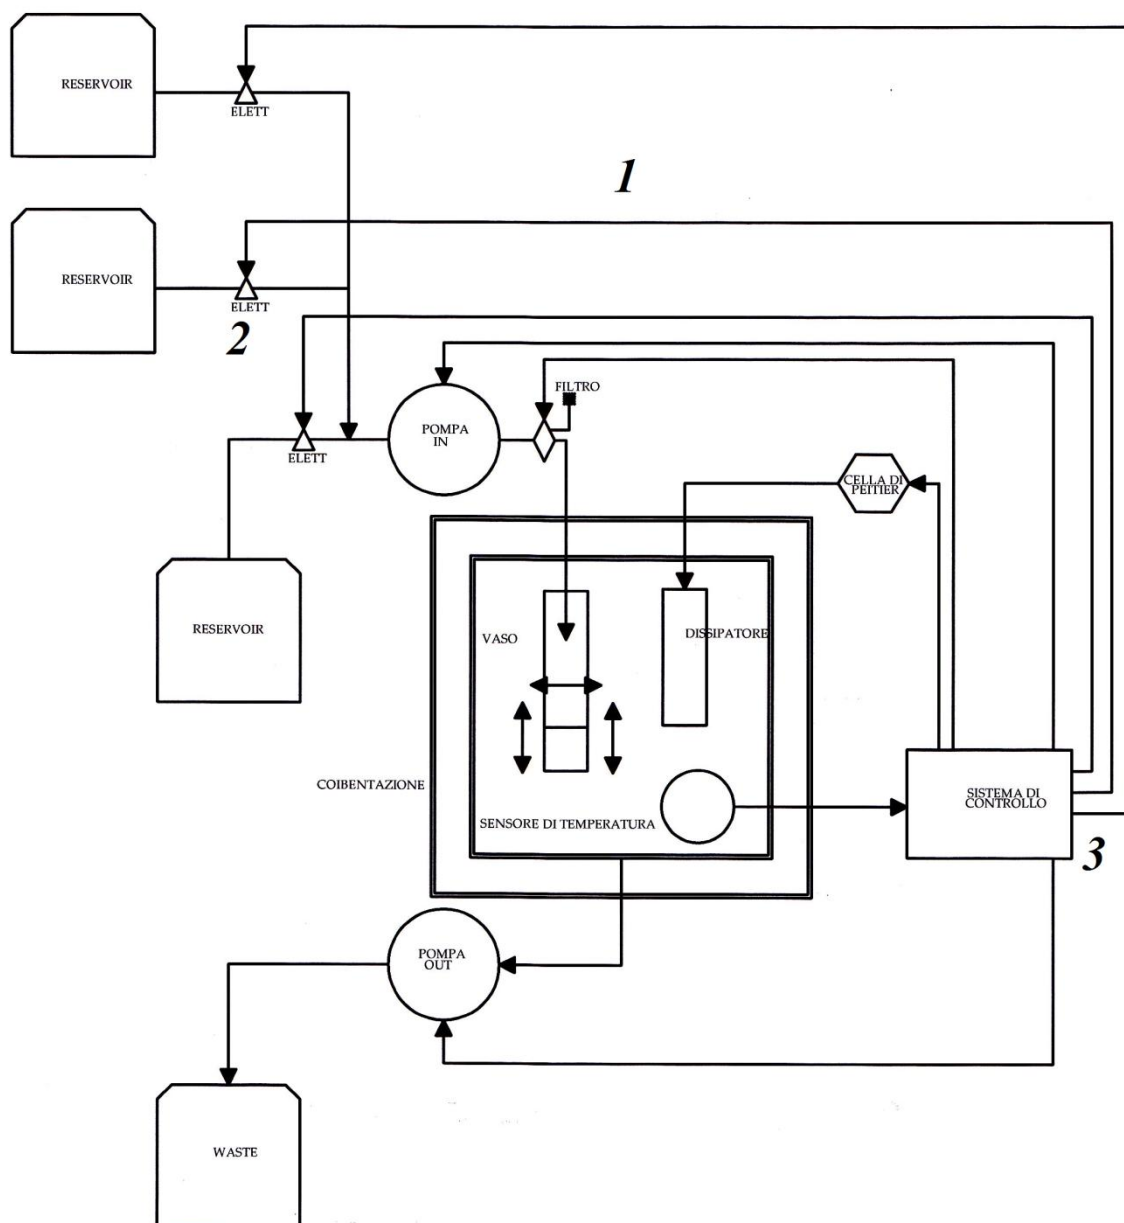 RESERVOIR
ELETT
1
RESERVOIR
ELETT
2
FILTRO
POMPA
IN
ELETT
CELLA DI
PEITIER
RESERVOIR
VASO
DISSIPATORE
COIBENTAZIONE
SISTEMA DI
CONTROLLO
SENSORE DI TEMPERATURA
3
POMPA
OUT
WASTE